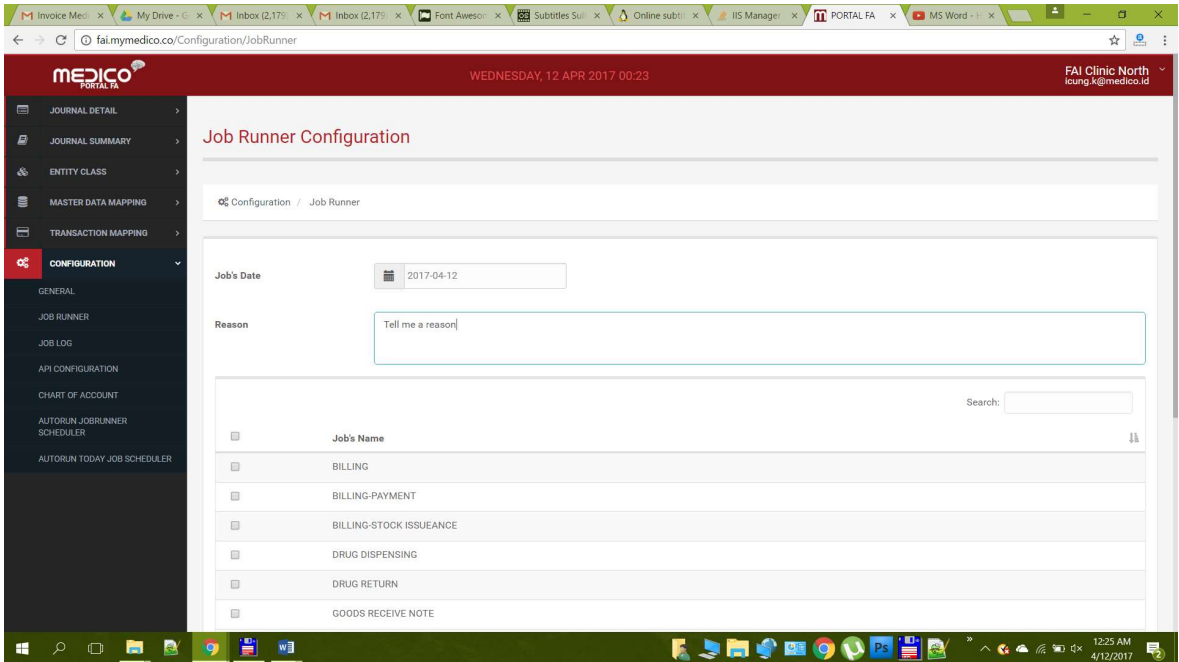 Invoice Medi
My Drive - G
Inbox (2,179
Inbox (2,179
Font Awesom
Subtitles Sul
Online subtit
IIS Manager
PORTAL FA
MS Word - H
fai.mymedico.co/Configuration/JobRunner
MEDICO
PORTAL FA
WEDNESDAY, 12 APR 2017 00:23
FAI Clinic North
icung.k@medico.id
JOURNAL DETAIL
JOURNAL SUMMARY
ENTITY CLASS
MASTER DATA MAPPING
TRANSACTION MAPPING
CONFIGURATION
GENERAL
JOB RUNNER
JOB LOG
API CONFIGURATION
CHART OF ACCOUNT
AUTORUN JOBRUNNER
SCHEDULER
AUTORUN TODAY JOB SCHEDULER
Job Runner Configuration
Configuration / Job Runner
Job's Date
2017-04-12
Reason
Tell me a reason
Search:
Job's Name
BILLING
BILLING-PAYMENT
BILLING-STOCK ISSUEANCE
DRUG DISPENSING
DRUG RETURN
GOODS RECEIVE NOTE
Ps
12:25 AM
4/12/2017